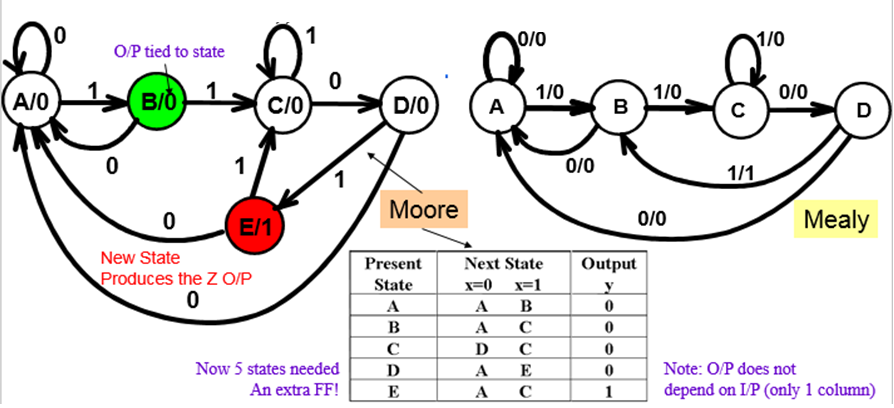 0
O/P tied to state
1
0
0/0
1/0
A/0
1
B/0
1
C/0
D/0
A
1/0
B
1/0
C
0/0
D
0
0/0
1
1
1/1
0
E/1
Moore
0/0
Mealy
New State
Produces the Z O/P
0
Present Next State Output
State x=0 x=1 y
A A B 0
B A C 0
C D C 0
D A E 0
E A C 1
Now 5 states needed
An extra FF!
Note: O/P does not
depend on I/P (only 1 column)